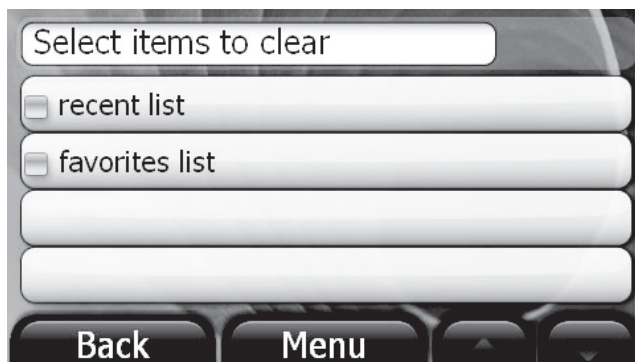 Select items to clear
recent list
favorites list
Back Menu